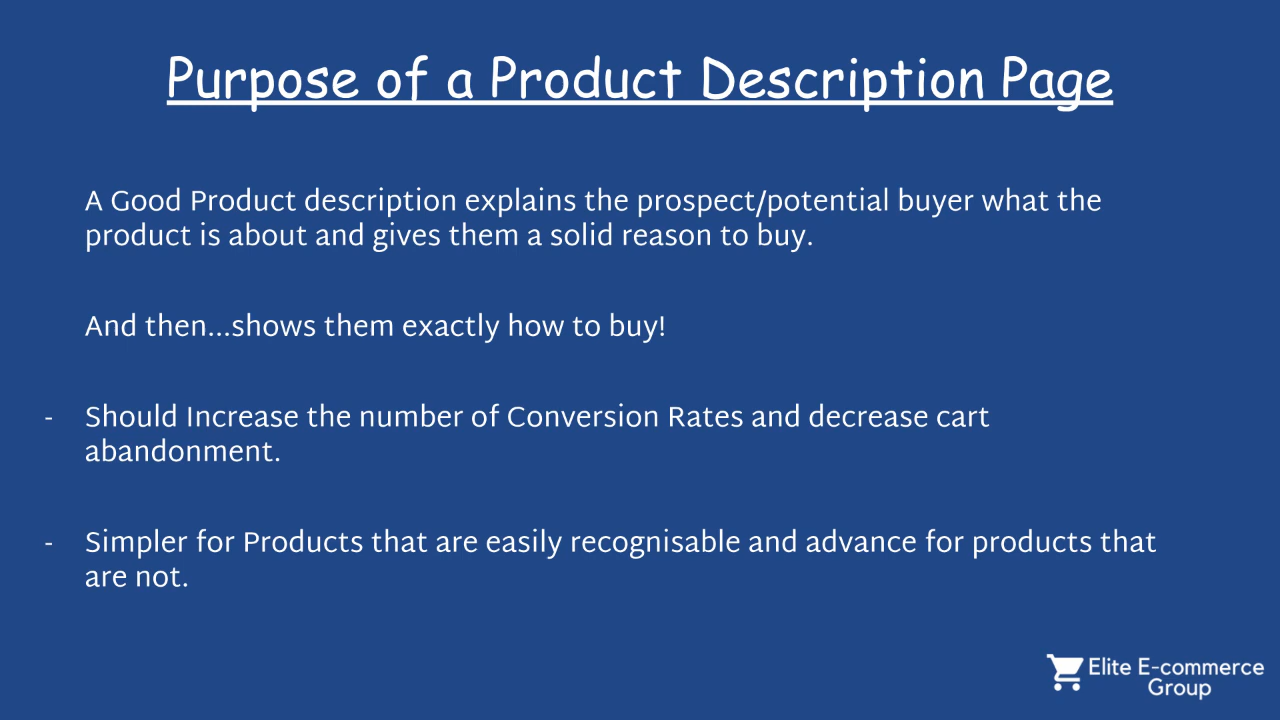 Purpose of a Product Description Page
A Good Product description explains the prospect/potential buyer what the
product is about and gives them a solid reason to buy.
And then...shows them exactly how to buy!
- Should Increase the number of Conversion Rates and decrease cart
abandonment.
- Simpler for Products that are easily recognisable and advance for products that
are not.
Elite E-commerce
Group